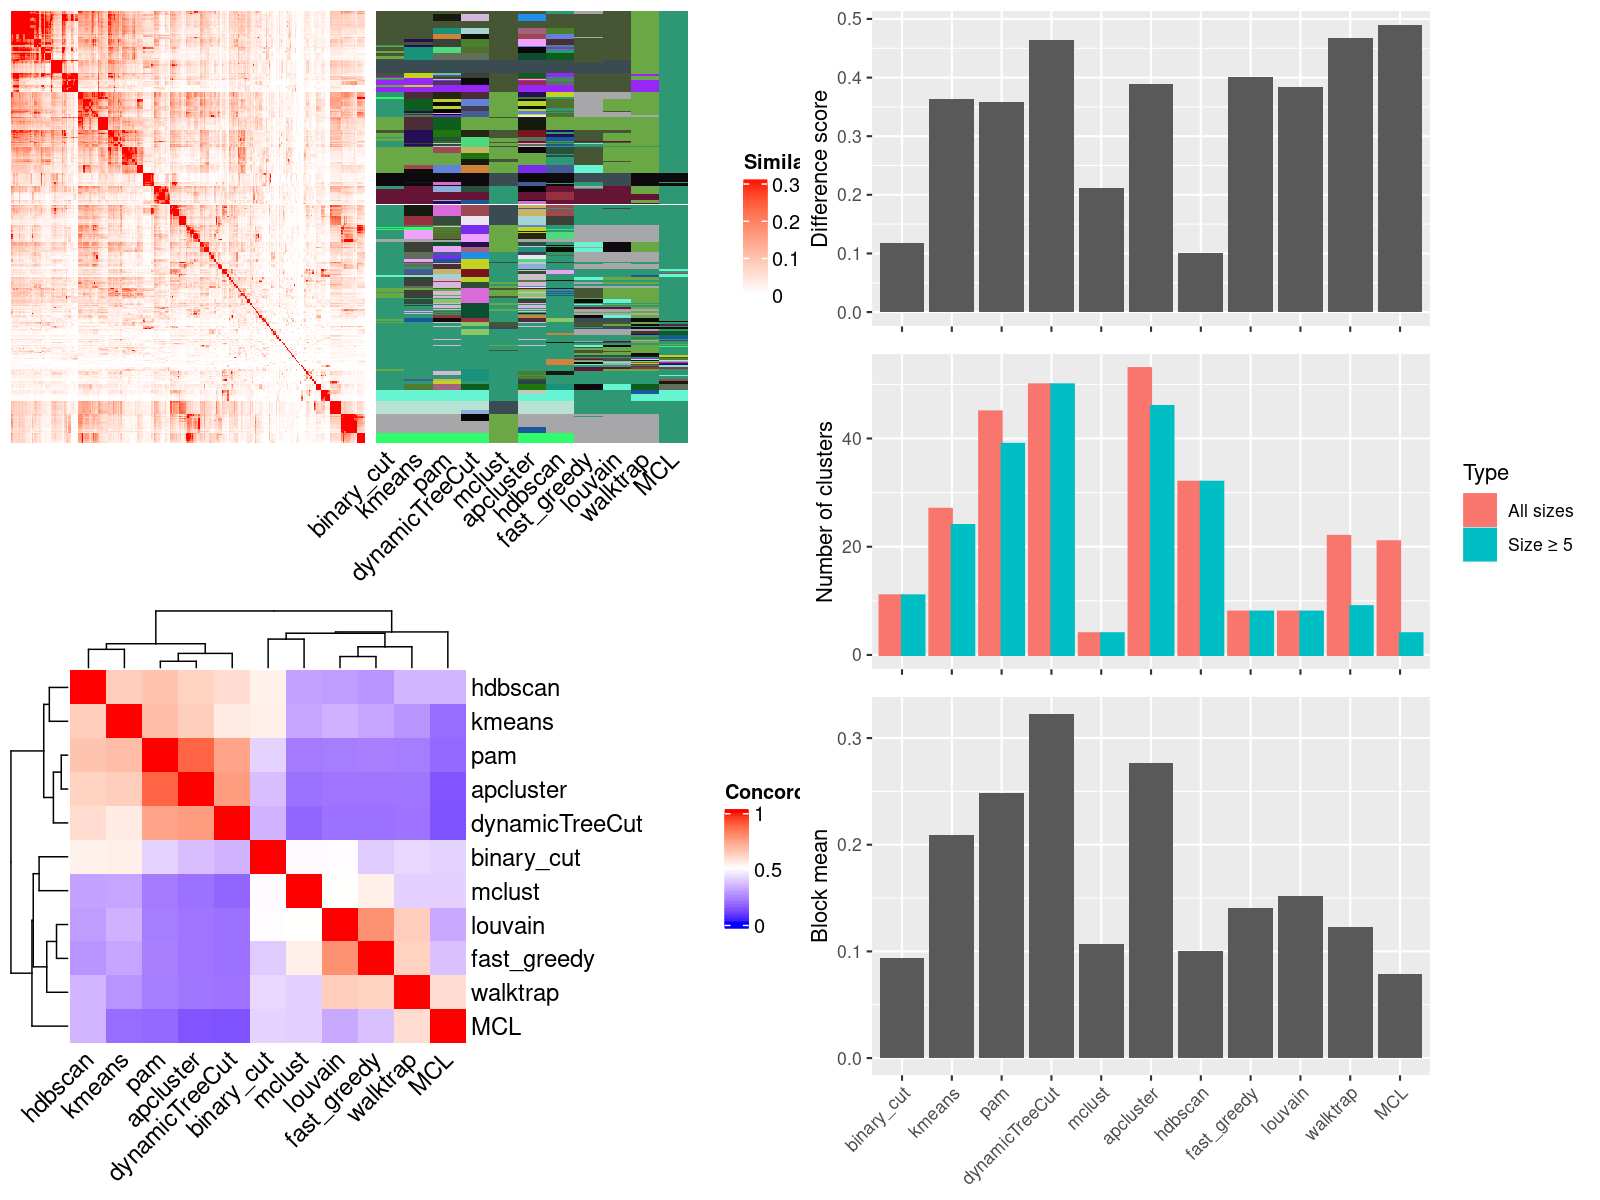 Simila
0.3
0.2
0.1
0
binary_cut
kmeans
pam
dynamicTreeCut
mclust
apcluster
hdbscan
fast_greedy
louvain
walktrap
MCL
hdbscan
kmeans
pam
apcluster
dynamicTreeCut
binary_cut
mclust
louvain
fast_greedy
walktrap
MCL
Concord
1
0.5
0
hdbscan
kmeans
pam
apcluster
dynamicTreeCut
binary_cut
mclust
louvain
fast_greedy
walktrap
MCL
Difference score
0.5
0.4
0.3
0.2
0.1
0.0
Number of clusters
40
20
0
Type
All sizes
Size ≥ 5
Block mean
0.3
0.2
0.1
0.0
binary_cut
kmeans
pam
dynamicTreeCut
mclust
apcluster
hdbscan
fast_greedy
louvain
walktrap
MCL